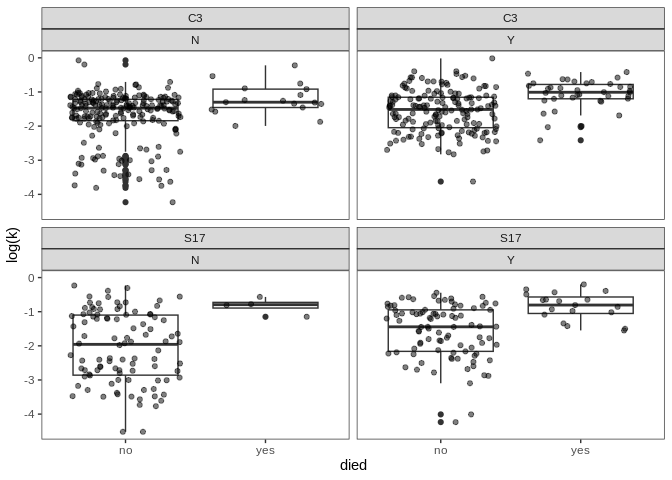 C3
C3
N
Y
0
-1
-2
-3
-4
S17
S17
N
Y
0
-1
-2
-3
-4
log(k)
no
yes
no
yes
died